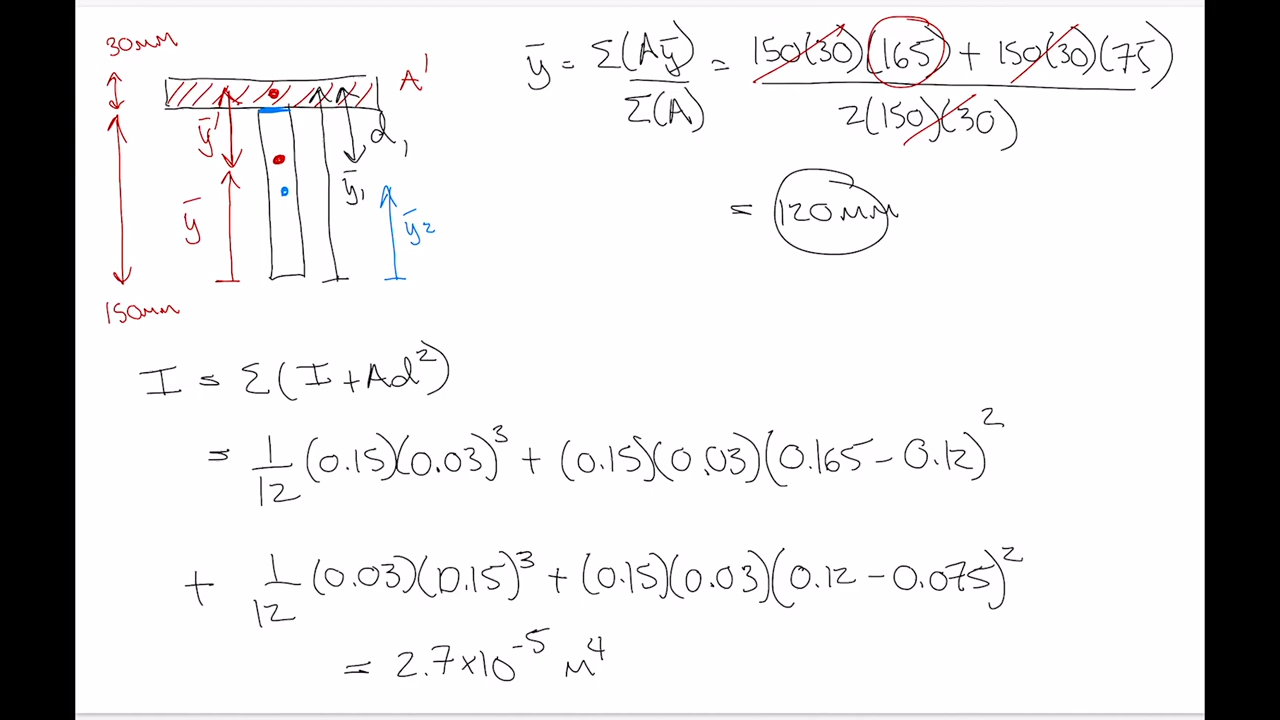 30mm
A'
ȳ'
d₁
ȳ
ȳ₁
ȳ₂
150mm
ȳ = Σ(Aȳ)/Σ(A) = (150(30)(165) + 150(30)(75))/(2(150)(30))
= 120mm
I = Σ(I + Ad²)
= 1/12 (0.15)(0.03)³ + (0.15)(0.03)(0.165 - 0.12)²
+ 1/12 (0.03)(0.15)³ + (0.15)(0.03)(0.12 - 0.075)²
= 2.7×10⁻⁵ m⁴